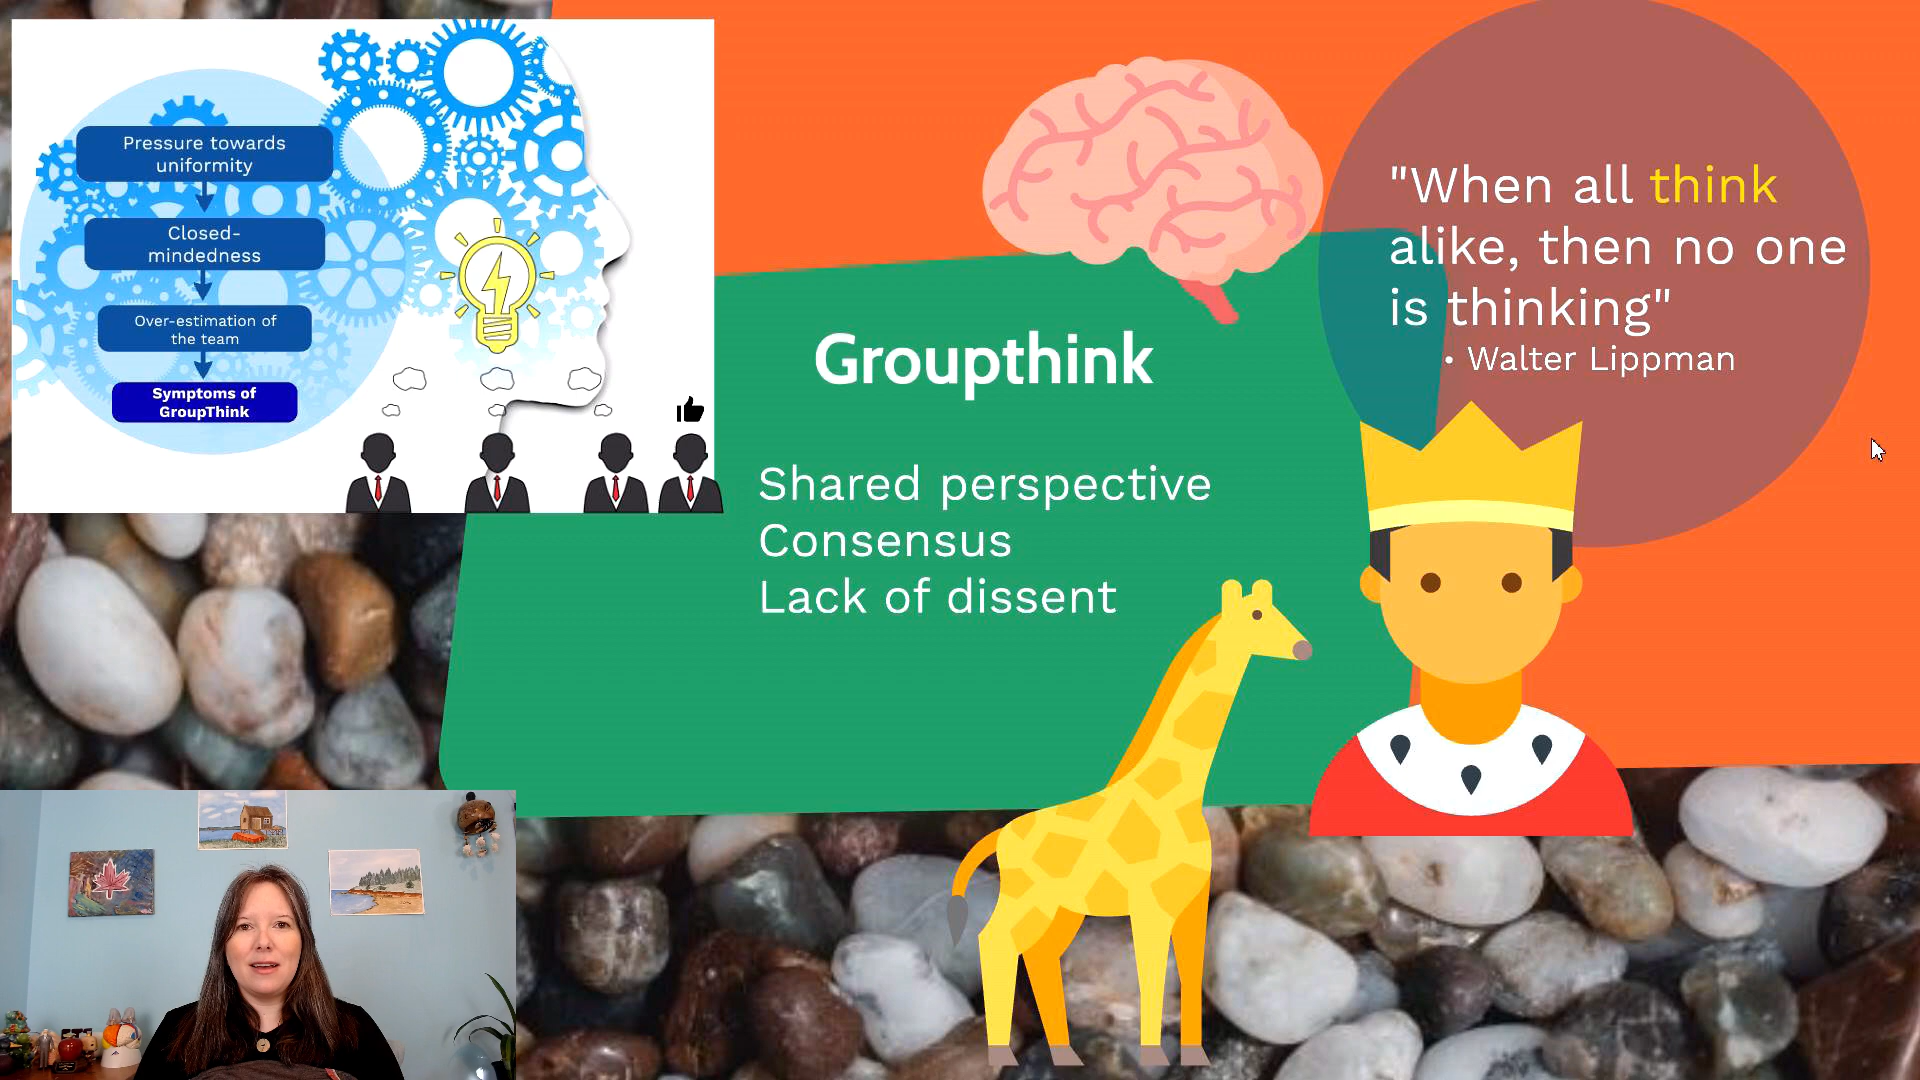 Pressure towards
uniformity
Closed-
mindedness
Over-estimation of
the team
Symptoms of
GroupThink
Groupthink
Shared perspective
Consensus
Lack of dissent
"When all think
alike, then no one
is thinking"
• Walter Lippman